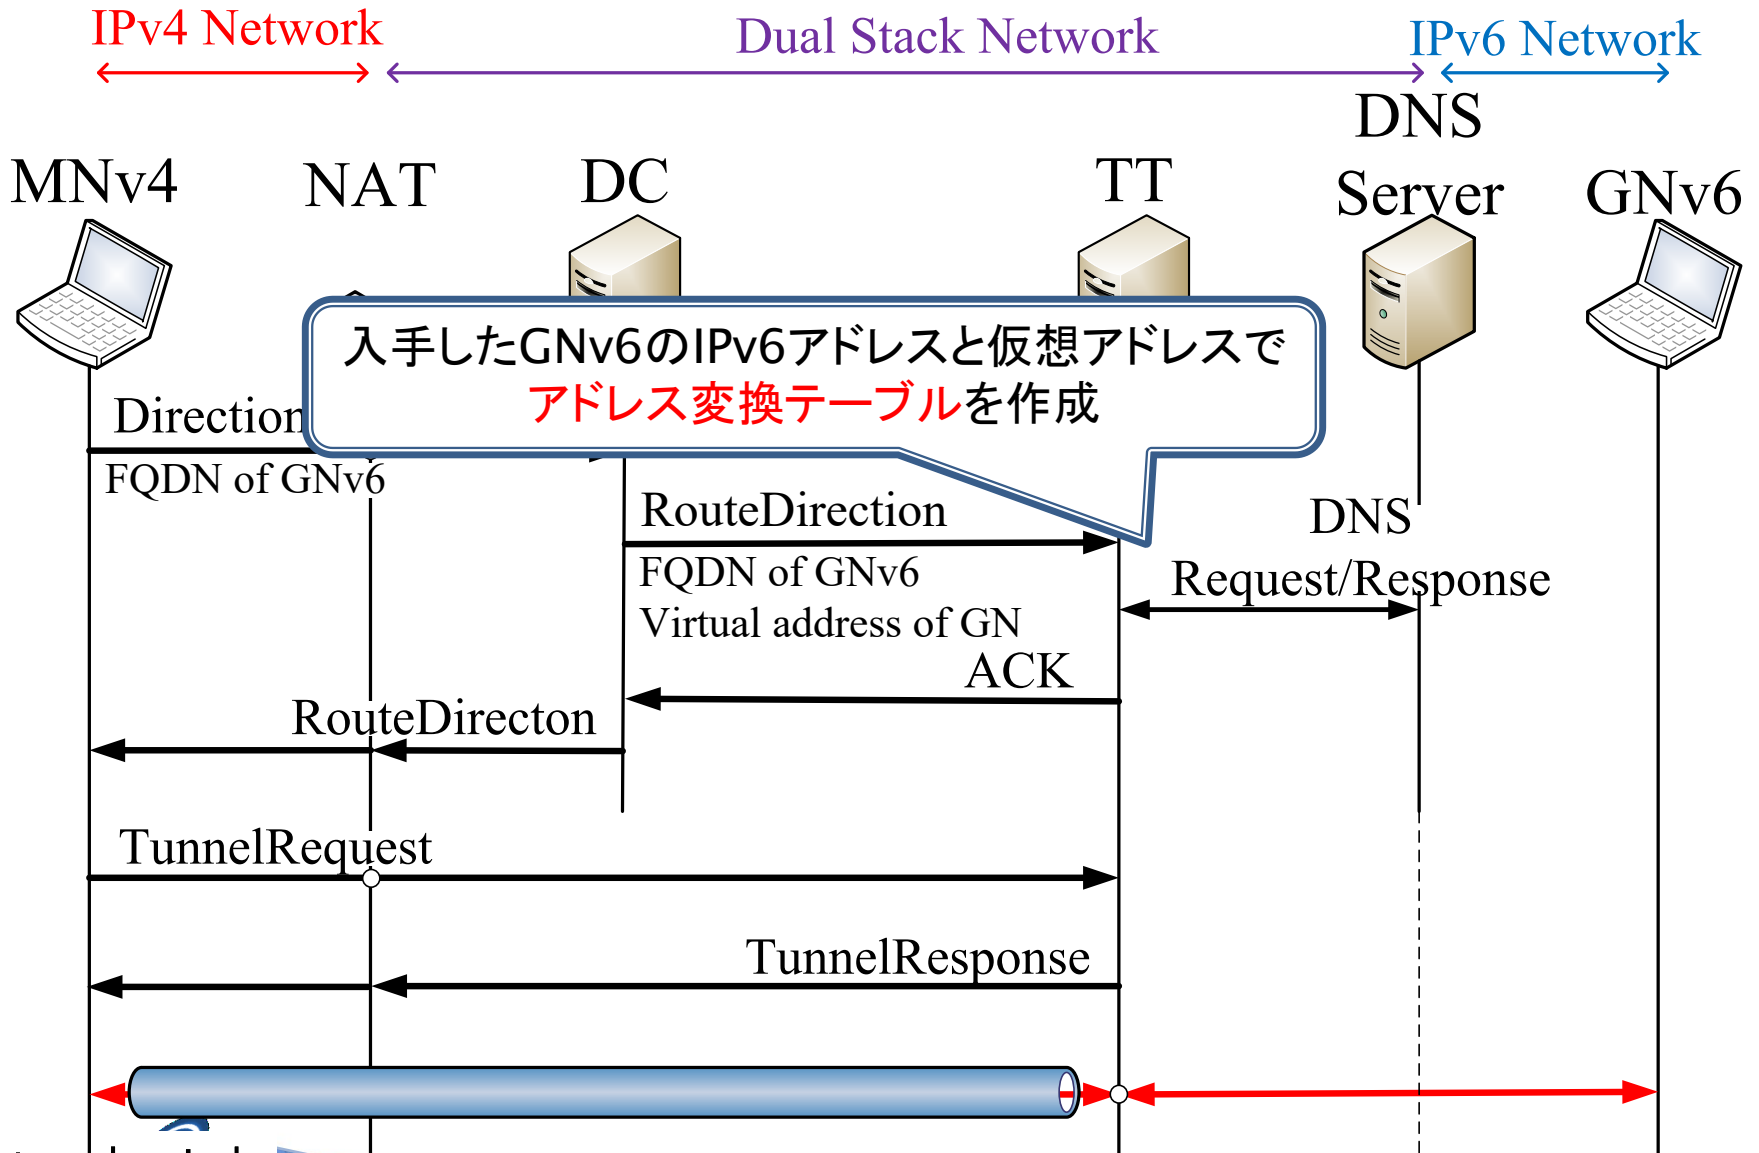 IPv4 Network
Dual Stack Network
IPv6 Network
MNv4
NAT
DC
TT
DNS
Server
GNv6
入手したGNv6のIPv6アドレスと仮想アドレスで
アドレス変換テーブルを作成
Direction
FQDN of GNv6
RouteDirection
FQDN of GNv6
Virtual address of GN
DNS
Request/Response
ACK
RouteDirecton
TunnelRequest
TunnelResponse